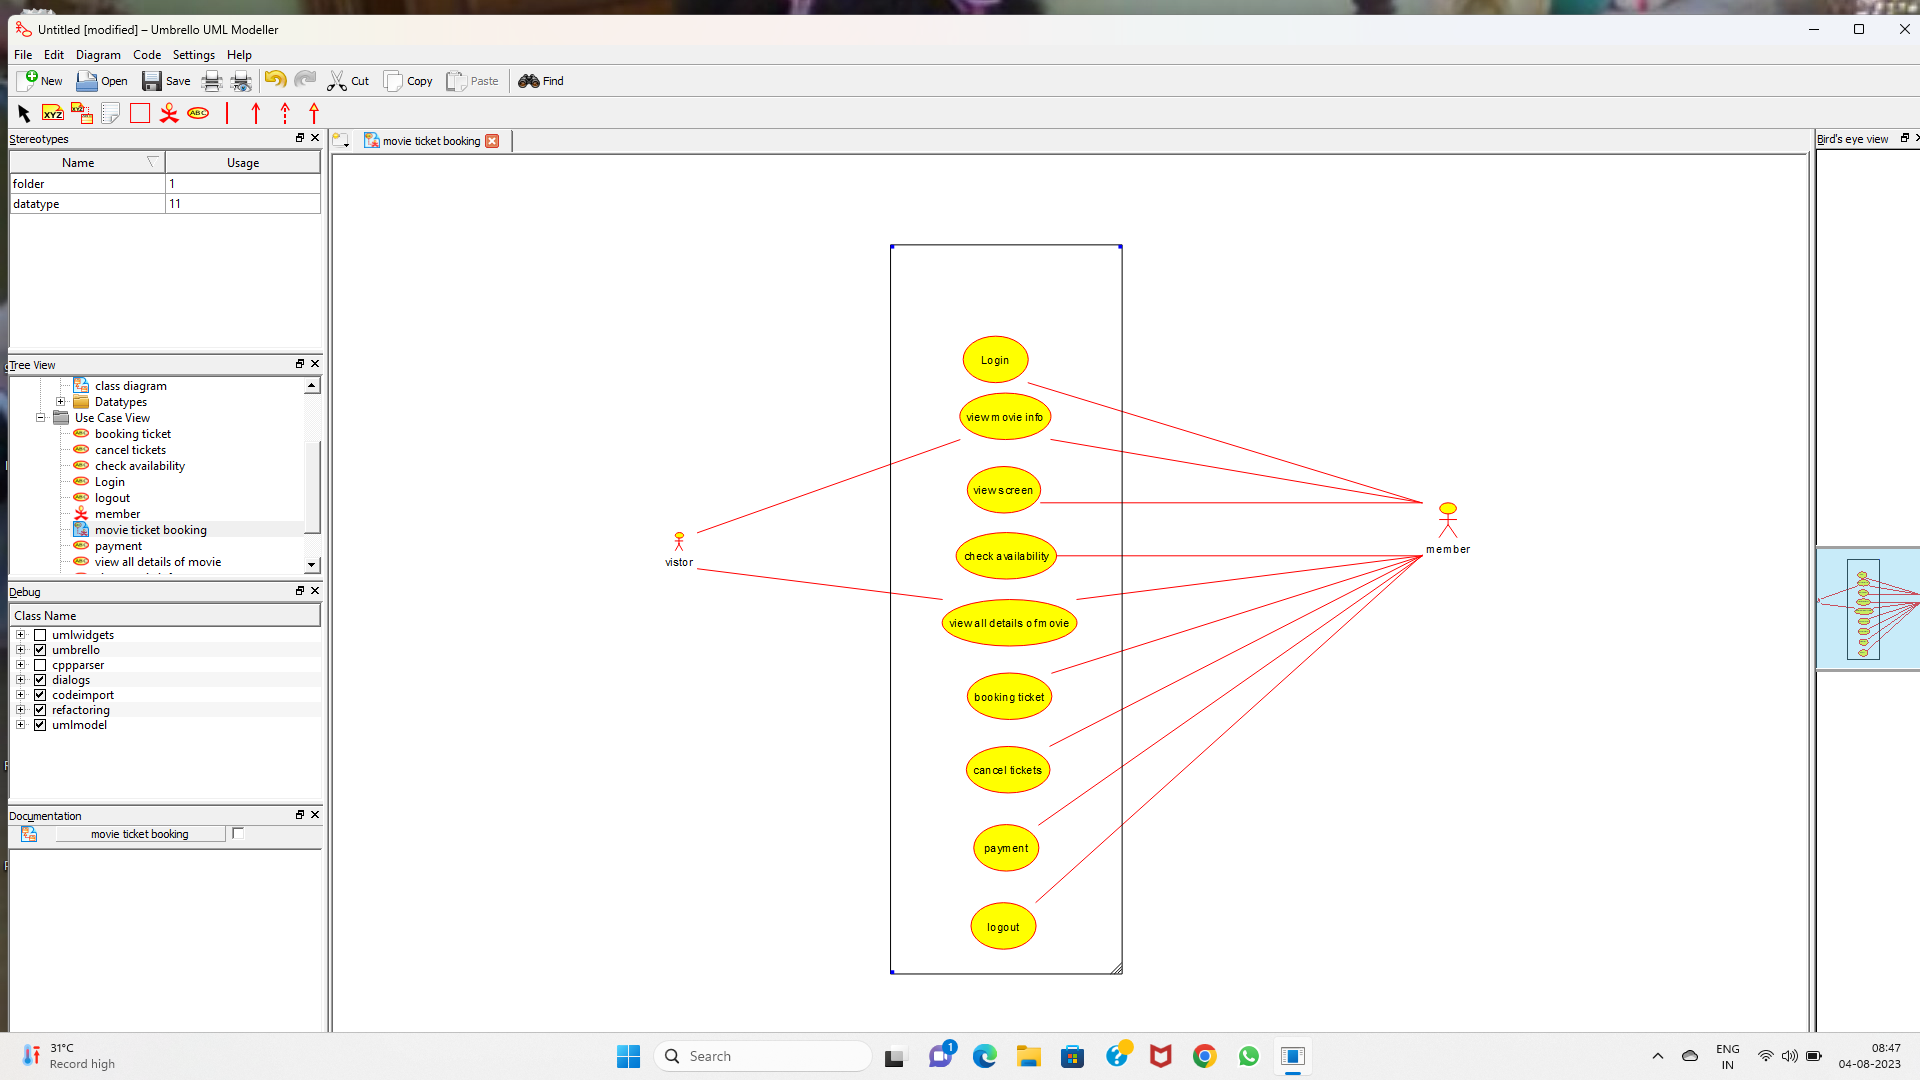 Untitled [modified] – Umbrello UML Modeller
File Edit Diagram Code Settings Help
New Open Save Cut Copy Paste Find
XYZ XYZ ABC
Stereotypes
Name Usage
folder 1
datatype 11
Tree View
class diagram
Datatypes
Use Case View
booking ticket
cancel tickets
check availability
Login
logout
member
movie ticket booking
payment
view all details of movie
Debug
Class Name
umlwidgets
umbrello
cppparser
dialogs
codeimport
refactoring
umlmodel
Documentation
movie ticket booking
movie ticket booking
Login
view movie info
view screen
check availability
view all details of movie
booking ticket
cancel tickets
payment
logout
vistor
member
Bird's eye view
31°C
Record high
Search
1
ENG
IN
08:47
04-08-2023